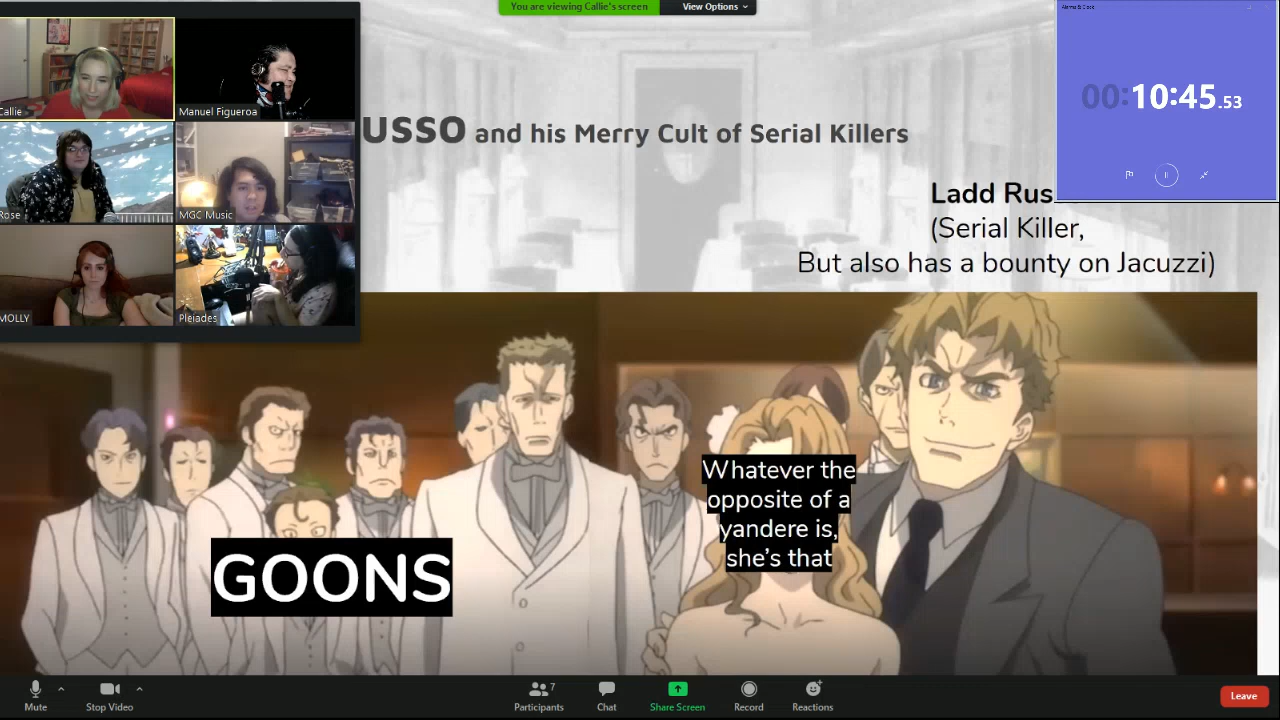 You are viewing Callie's screen
View Options
Callie
Manuel Figueroa
Rose
MGC Music
MOLLY
Pleiades
00:10:45.53
USSO and his Merry Cult of Serial Killers
Ladd Rus
(Serial Killer,
But also has a bounty on Jacuzzi)
GOONS
Whatever the
opposite of a
yandere is,
she's that
Mute
Stop Video
7
Participants
Chat
Share Screen
Record
Reactions
Leave